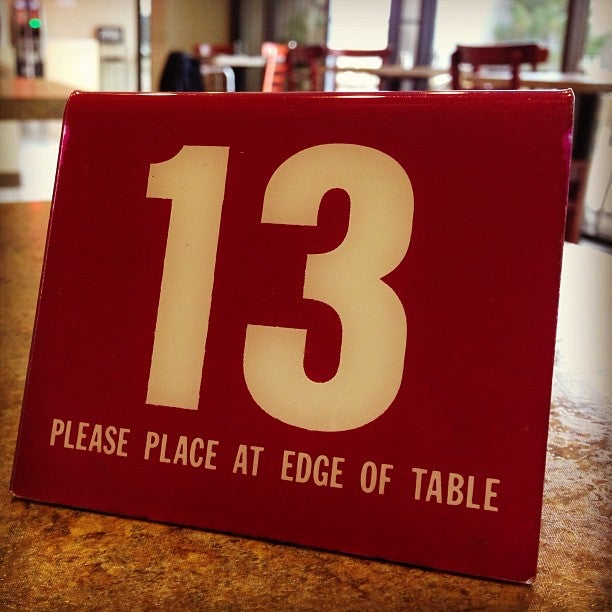 13
PLEASE PLACE AT EDGE OF TABLE